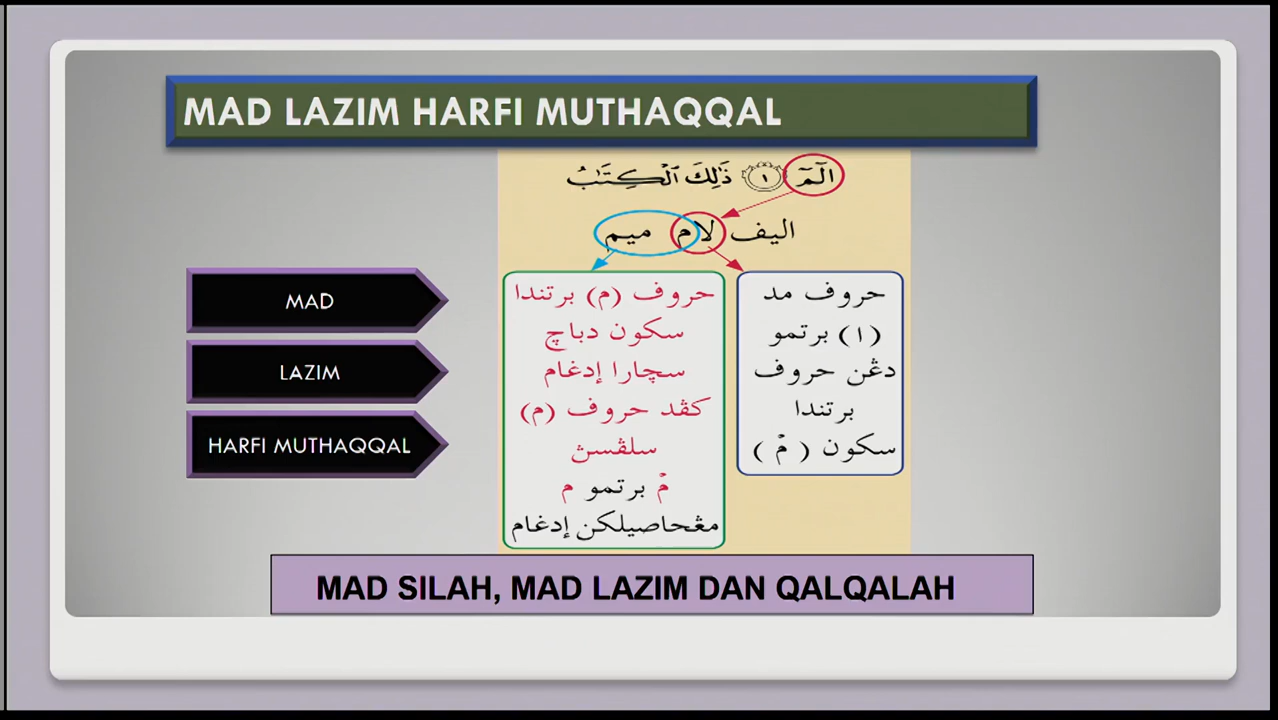 MAD LAZIM HARFI MUTHAQQAL
الٓمٓ ١ ذَٰلِكَ ٱلْكِتَٰبُ
اليف لام ميم
MAD
LAZIM
HARFI MUTHAQQAL
حروف مد
(ا) برتمو
دڠن حروف
برتندا
سكون ( مْ )
حروف (م) برتندا
سكون دباچ
سچارا إدغام
كڤد حروف (م)
سلڤسڽ
مْ برتمو م
مڠحاصيلكن إدغام
MAD SILAH, MAD LAZIM DAN QALQALAH